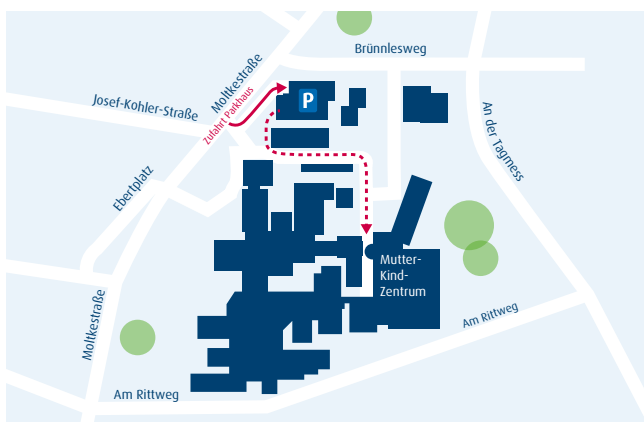 Brünnlesweg
Moltkestraße
Josef-Kohler-Straße
Zufahrt Parkhaus
P
An der Tagmess
Ebertplatz
Mutter-
Kind-
Zentrum
Moltkestraße
Am Rittweg
Am Rittweg